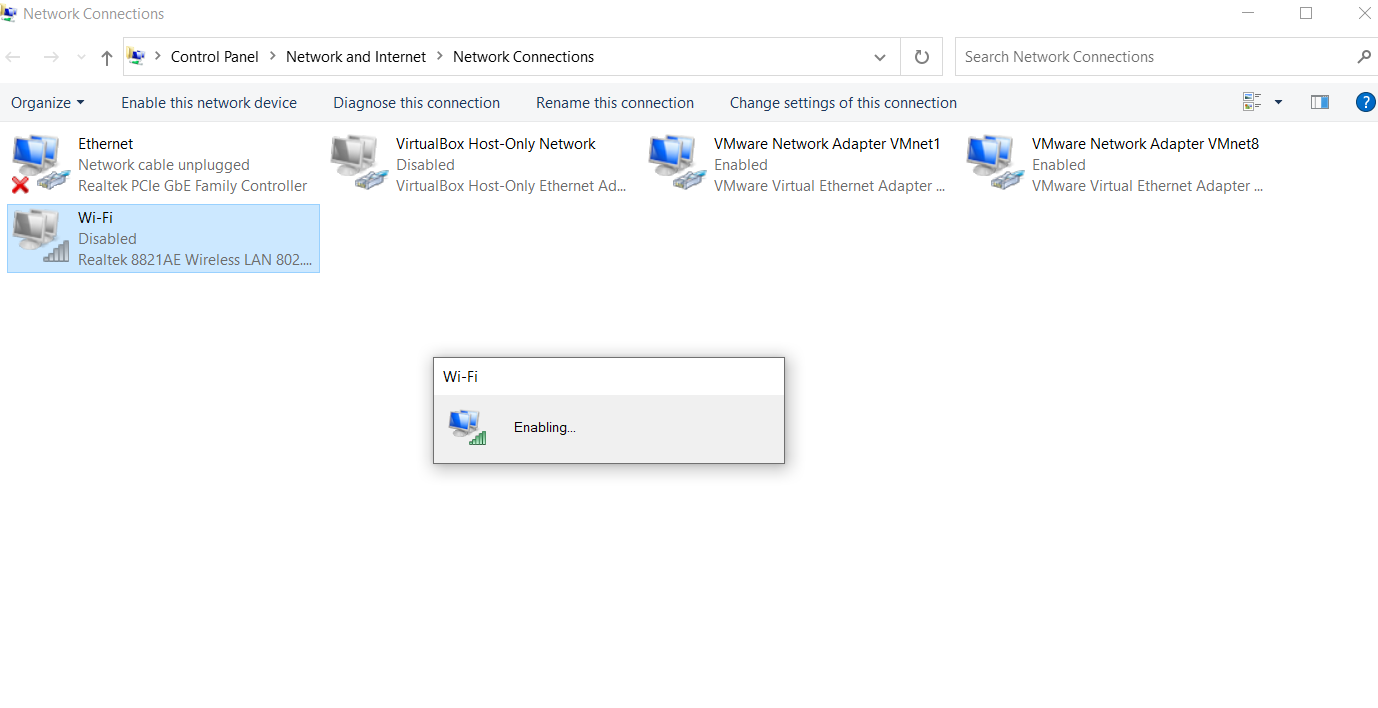 Network Connections
Control Panel > Network and Internet > Network Connections
Search Network Connections
Organize Enable this network device Diagnose this connection Rename this connection Change settings of this connection ?
Ethernet
Network cable unplugged
Realtek PCIe GbE Family Controller
VirtualBox Host-Only Network
Disabled
VirtualBox Host-Only Ethernet Ad...
VMware Network Adapter VMnet1
Enabled
VMware Virtual Ethernet Adapter ...
VMware Network Adapter VMnet8
Enabled
VMware Virtual Ethernet Adapter ...
Wi-Fi
Disabled
Realtek 8821AE Wireless LAN 802....
Wi-Fi
Enabling...